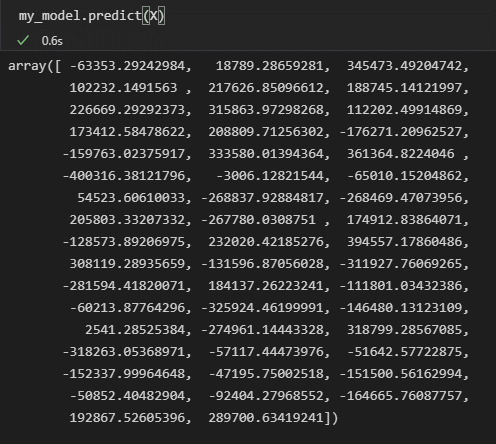 my_model.predict(X)
✓ 0.6s
array([ -63353.29242984,   18789.28659281,  345473.49204742,
        102232.1491563 ,  217626.85096612,  188745.14121997,
        226669.29292373,  315863.97298268,  112202.49914869,
        173412.58478622,  208809.71256302, -176271.20962527,
       -159763.02375917,  333580.01394364,  361364.8224046 ,
       -400316.38121796,   -3006.12821544,  -65010.15204862,
         54523.60610033, -268837.92884817, -268469.47073956,
        205803.33207332, -267780.0308751 ,  174912.83864071,
       -128573.89206975,  232020.42185276,  394557.17860486,
        308119.28935659, -131596.87056028, -311927.76069265,
       -281594.41820071,  184137.26223241, -111801.03432386,
        -60213.87764296, -325924.46199991, -146480.13123109,
          2541.28525384, -274961.14443328,  318799.28567085,
       -318263.05368971,  -57117.44473976,  -51642.57722875,
       -152337.99964648,  -47195.75002518, -151500.56162994,
        -50852.40482904,  -92404.27968552, -164665.76087757,
        192867.52605396,  289700.63419241])